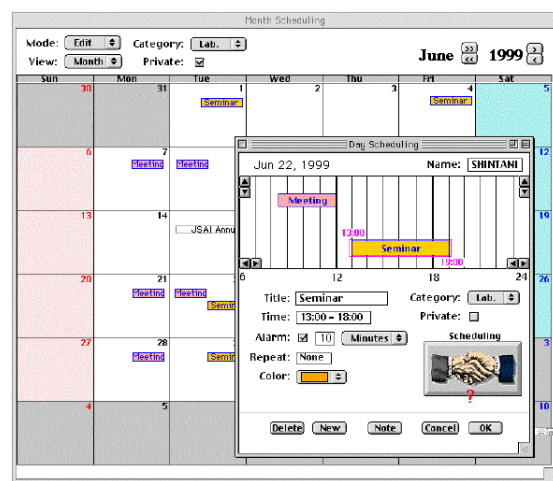 Month Scheduling
Mode: Edit Category: Lab.
View: Month Private:
June 1999
Sun Mon Tue Wed Thu Fri Sat
30 31 1 2 3 4 5
Seminar Seminar
6 7 12
Meeting Meeting
13 14 19
JSAI Annu
20 21 26
Meeting Meeting
Semin
27 28 3
Meeting Semin
4 5 10
Day Scheduling
Jun 22, 1999 Name: SHINTANI
Meeting
13:00
Seminar
19:00
6 12 18 24
Title: Seminar Category: Lab.
Time: 13:00 - 18:00 Private:
Alarm: 10 Minutes Scheduling
Repeat: None
Color:
?
Delete New Note Cancel OK